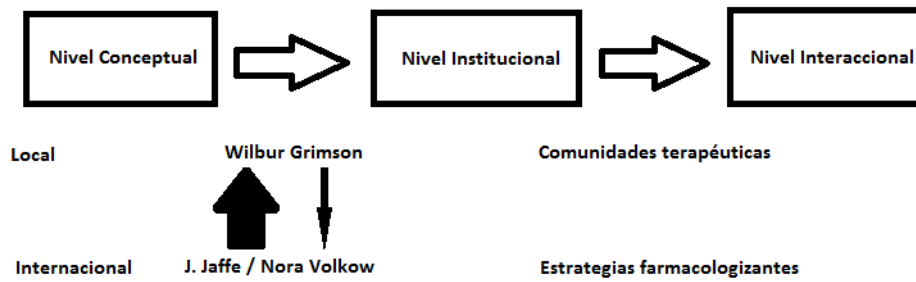 Nivel Conceptual
Nivel Institucional
Nivel Interaccional
Local
Wilbur Grimson
Comunidades terapéuticas
Internacional
J. Jaffe / Nora Volkow
Estrategias farmacologizantes